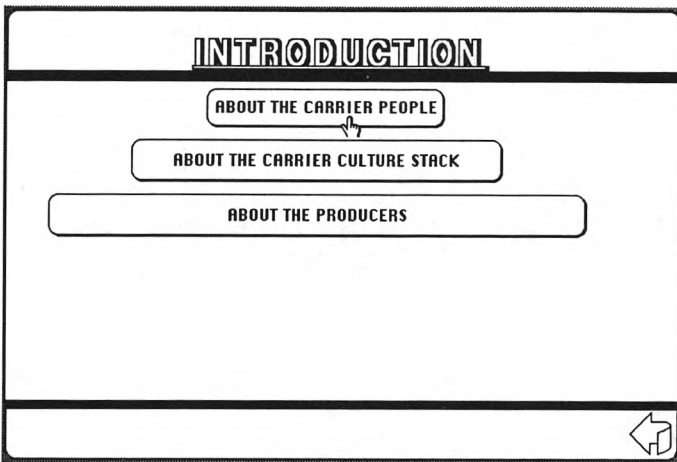 INTRODUCTION
ABOUT THE CARRIER PEOPLE
ABOUT THE CARRIER CULTURE STACK
ABOUT THE PRODUCERS